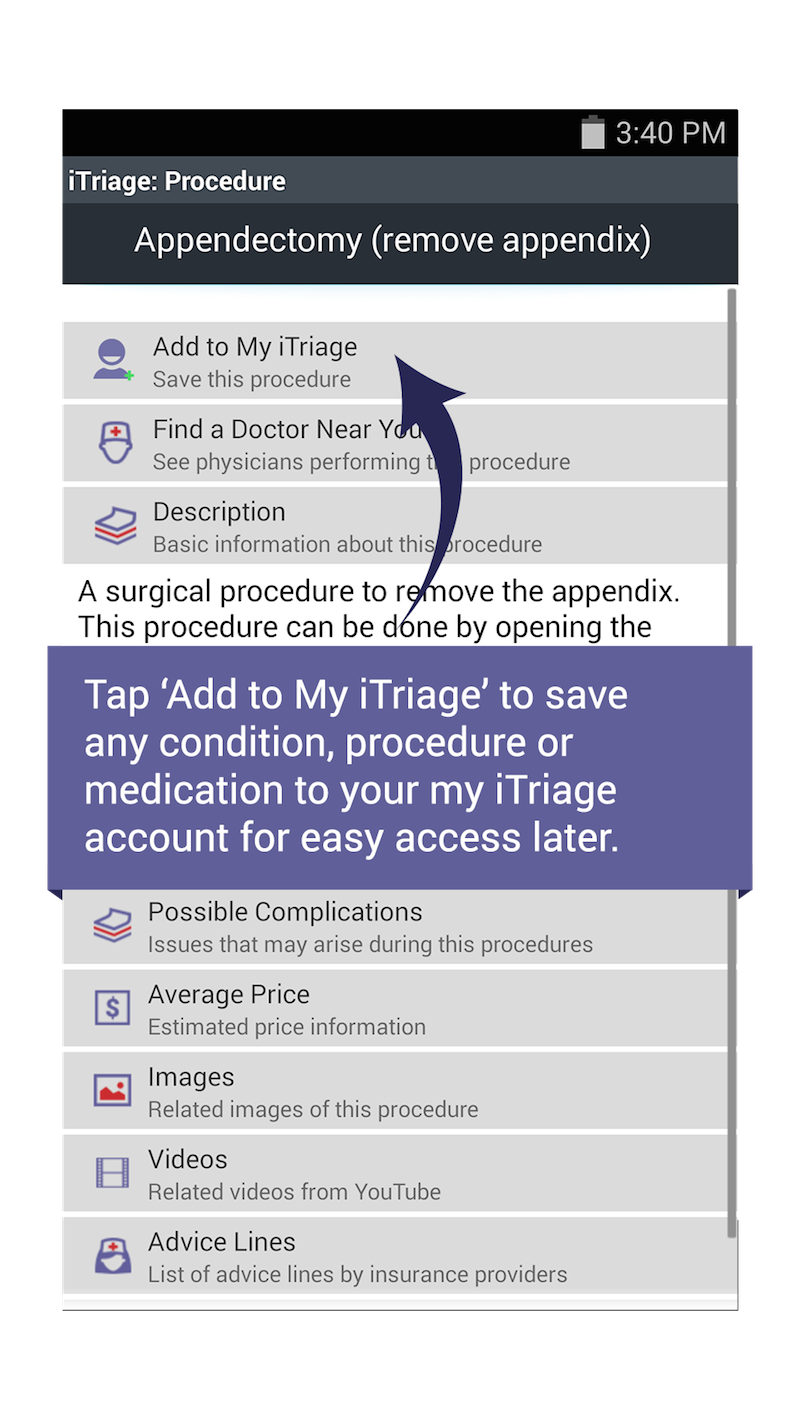 3:40 PM
iTriage: Procedure
Appendectomy (remove appendix)
Add to My iTriage
Save this procedure
Find a Doctor Near You
See physicians performing procedure
Description
Basic information about this procedure
A surgical procedure to remove the appendix.
This procedure can be done by opening the
Tap ‘Add to My iTriage’ to save
any condition, procedure or
medication to your my iTriage
account for easy access later.
Possible Complications
Issues that may arise during this procedures
Average Price
Estimated price information
Images
Related images of this procedure
Videos
Related videos from YouTube
Advice Lines
List of advice lines by insurance providers